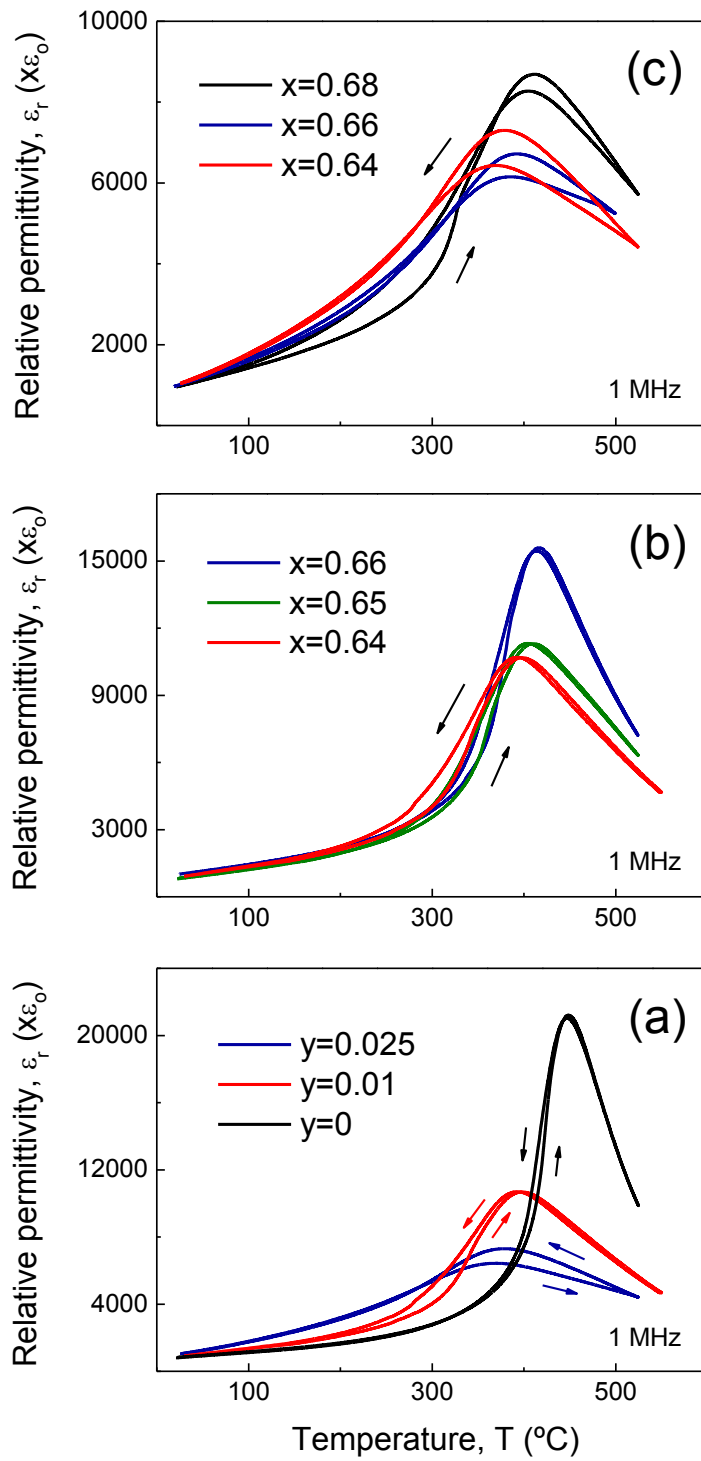 10000
6000
2000
Relative permittivity, εr (xεo)
x=0.68
x=0.66
x=0.64
(c)
1 MHz
100
300
500
15000
9000
3000
Relative permittivity, εr (xεo)
x=0.66
x=0.65
x=0.64
(b)
1 MHz
100
300
500
20000
12000
4000
Relative permittivity, εr (xεo)
y=0.025
y=0.01
y=0
(a)
1 MHz
100
300
500
Temperature, T (ºC)